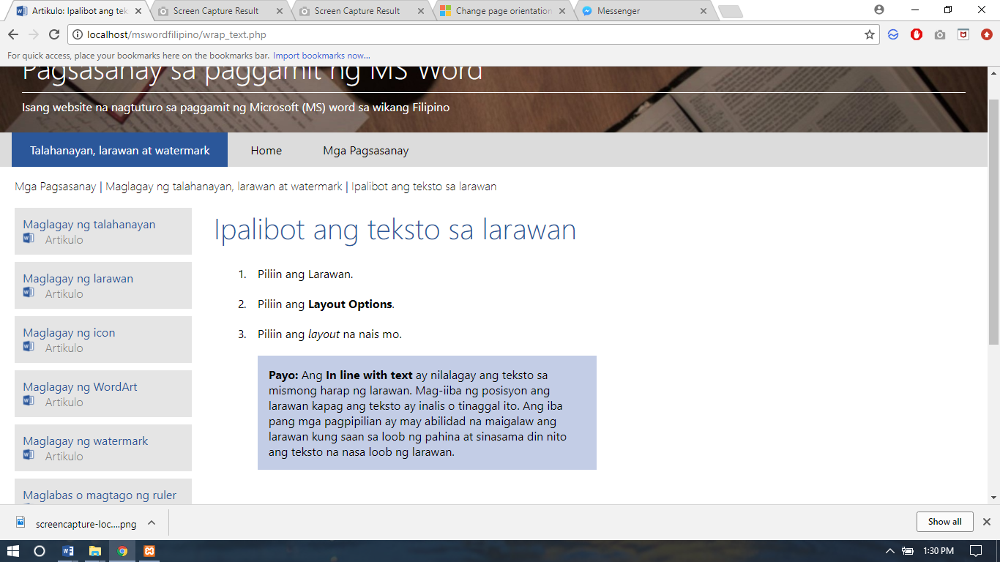 Artikulo: Ipalibot ang tek
Screen Capture Result
Screen Capture Result
Change page orientation
Messenger
localhost/mswordfilipino/wrap_text.php
For quick access, place your bookmarks here on the bookmarks bar. Import bookmarks now...
Pagsasanay sa paggamit ng MS Word
Isang website na nagtuturo sa paggamit ng Microsoft (MS) word sa wikang Filipino
Talahanayan, larawan at watermark
Home
Mga Pagsasanay
Mga Pagsasanay | Maglagay ng talahanayan, larawan at watermark | Ipalibot ang teksto sa larawan
Maglagay ng talahanayan
Artikulo
Maglagay ng larawan
Artikulo
Maglagay ng icon
Artikulo
Maglagay ng WordArt
Artikulo
Maglagay ng watermark
Artikulo
Maglabas o magtago ng ruler
Ipalibot ang teksto sa larawan
1. Piliin ang Larawan.
2. Piliin ang Layout Options.
3. Piliin ang layout na nais mo.
Payo: Ang In line with text ay nilalagay ang teksto sa
mismong harap ng larawan. Mag-iiba ng posisyon ang
larawan kapag ang teksto ay inalis o tinaggal ito. Ang iba
pang mga pagpipilian ay may abilidad na maigalaw ang
larawan kung saan sa loob ng pahina at sinasama din nito
ang teksto na nasa loob ng larawan.
screencapture-loc....png
Show all
1:30 PM